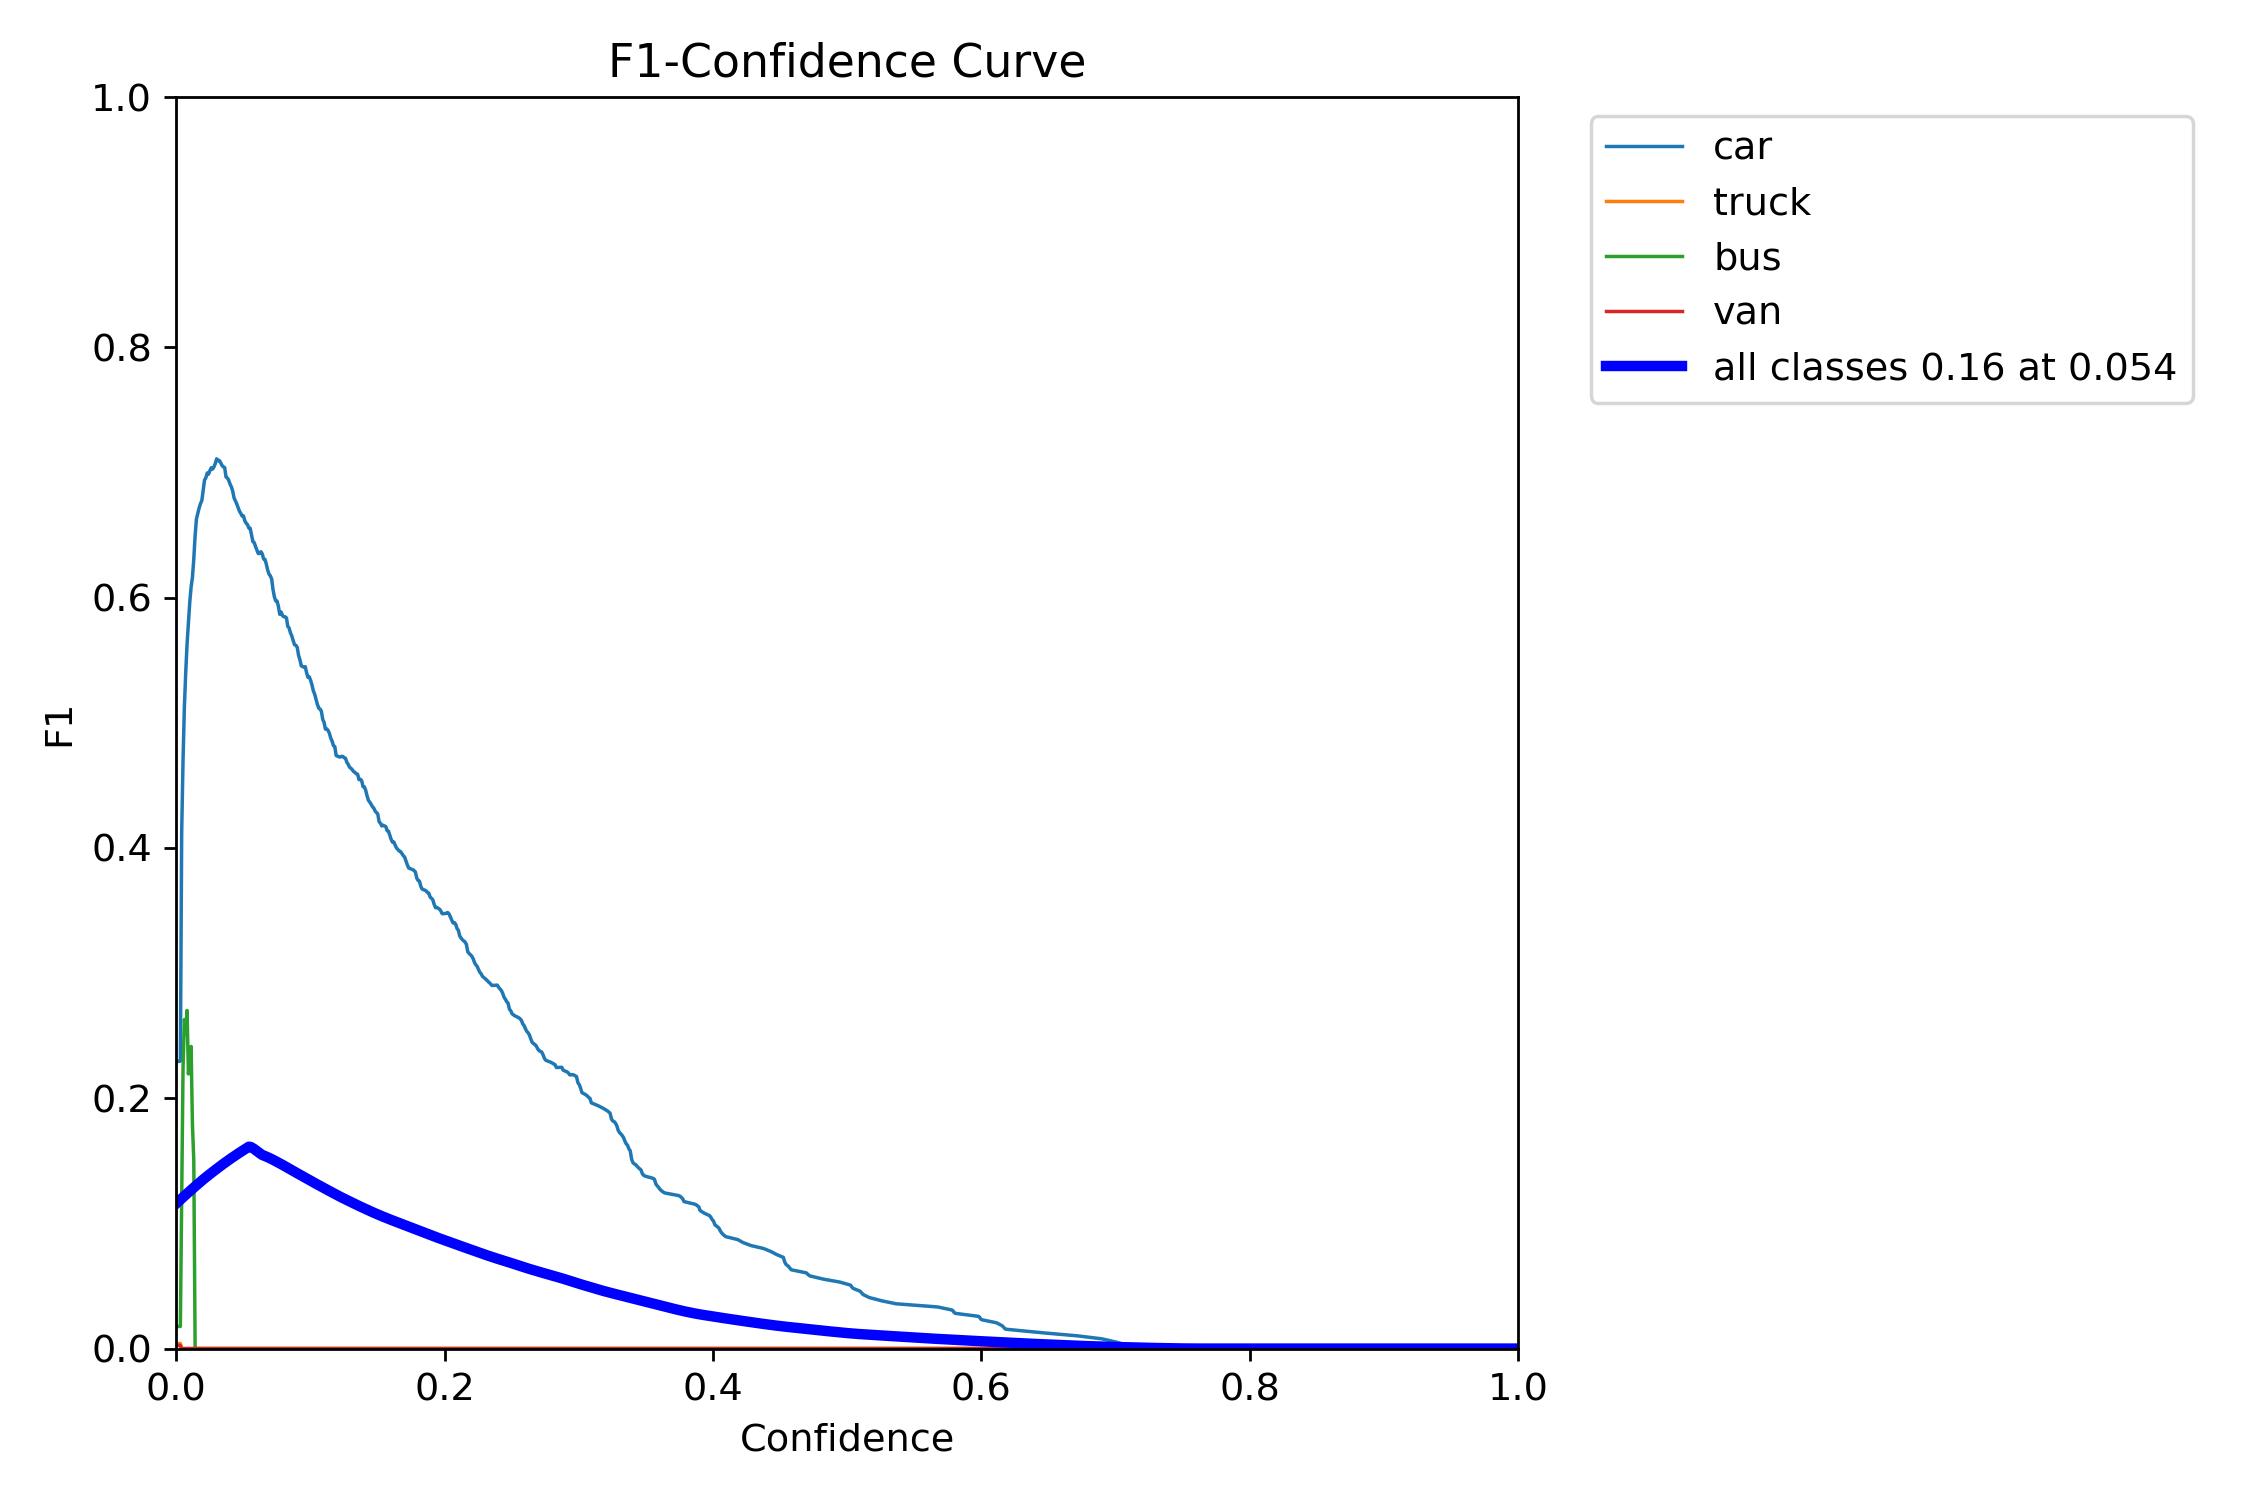 F1-Confidence Curve
1.0
0.8
0.6
0.4
0.2
0.0
F1
0.0 0.2 0.4 0.6 0.8 1.0
Confidence
car
truck
bus
van
all classes 0.16 at 0.054